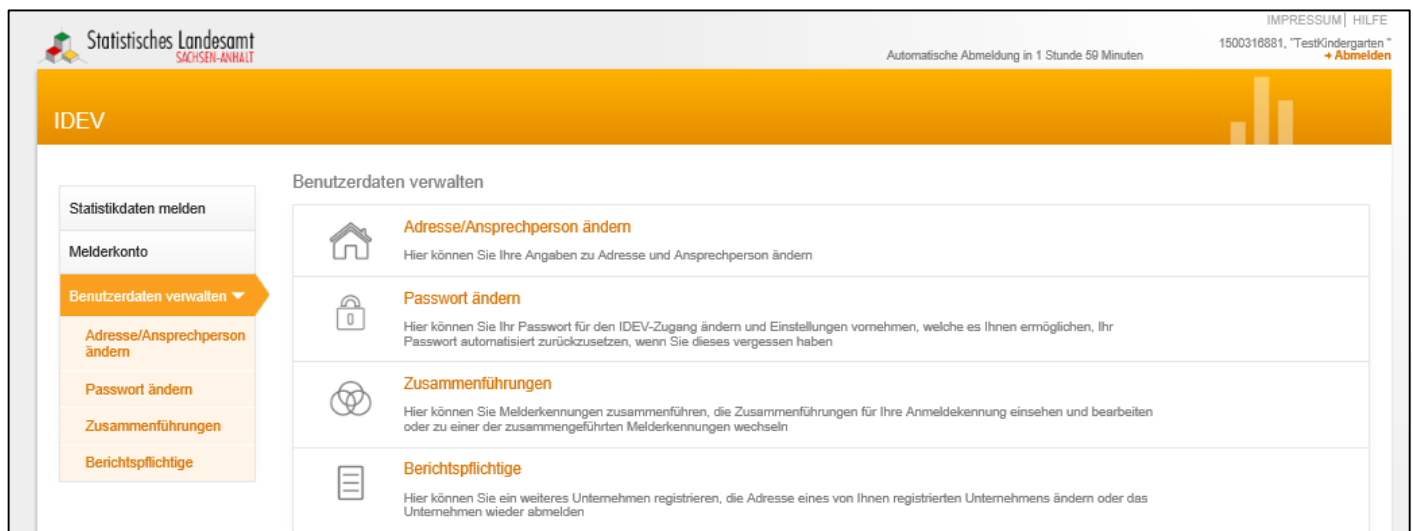 IMPRESSUM| HILFE
Statistisches Landesamt
SACHSEN-ANHALT
Automatische Abmeldung in 1 Stunde 59 Minuten
1500316881, "TestKindergarten "
Abmelden
IDEV
Statistikdaten melden
Melderkonto
Benutzerdaten verwalten
Adresse/Ansprechperson
ändern
Passwort ändern
Zusammenführungen
Berichtspflichtige
Benutzerdaten verwalten
Adresse/Ansprechperson ändern
Hier können Sie Ihre Angaben zu Adresse und Ansprechperson ändern
Passwort ändern
Hier können Sie Ihr Passwort für den IDEV-Zugang ändern und Einstellungen vornehmen, welche es Ihnen ermöglichen, Ihr
Passwort automatisiert zurückzusetzen, wenn Sie dieses vergessen haben
Zusammenführungen
Hier können Sie Melderkennungen zusammenführen, die Zusammenführungen für Ihre Anmeldekennung einsehen und bearbeiten
oder zu einer der zusammengeführten Melderkennungen wechseln
Berichtspflichtige
Hier können Sie ein weiteres Unternehmen registrieren, die Adresse eines von Ihnen registrierten Unternehmens ändern oder das
Unternehmen wieder abmelden